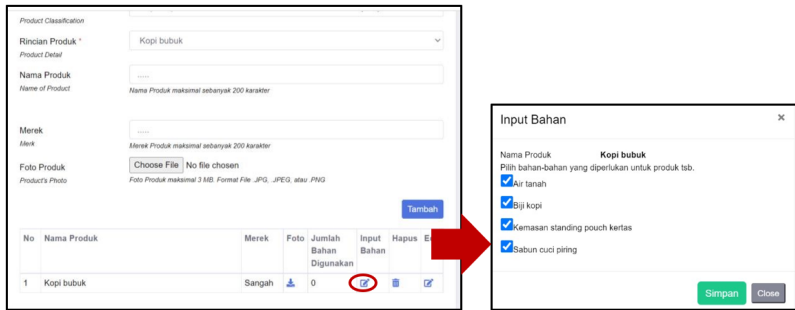 Product Classification
Rincian Produk *
Kopi bubuk
Product Detail
Nama Produk
.....
Name of Product
Nama Produk maksimal sebanyak 200 karakter
Merek
.....
Merk
Merek Produk maksimal sebanyak 200 karakter
Foto Produk
Choose File No file chosen
Product's Photo
Foto Produk maksimal 3 MB. Format File .JPG, .JPEG, atau .PNG
Tambah
No Nama Produk Merek Foto Jumlah Bahan Digunakan Input Bahan Hapus
1 Kopi bubuk Sangah 0
Input Bahan ×
Nama Produk Kopi bubuk
Pilih bahan-bahan yang diperlukan untuk produk tsb.
Air tanah
Biji kopi
Kemasan standing pouch kertas
Sabun cuci piring
Simpan Close